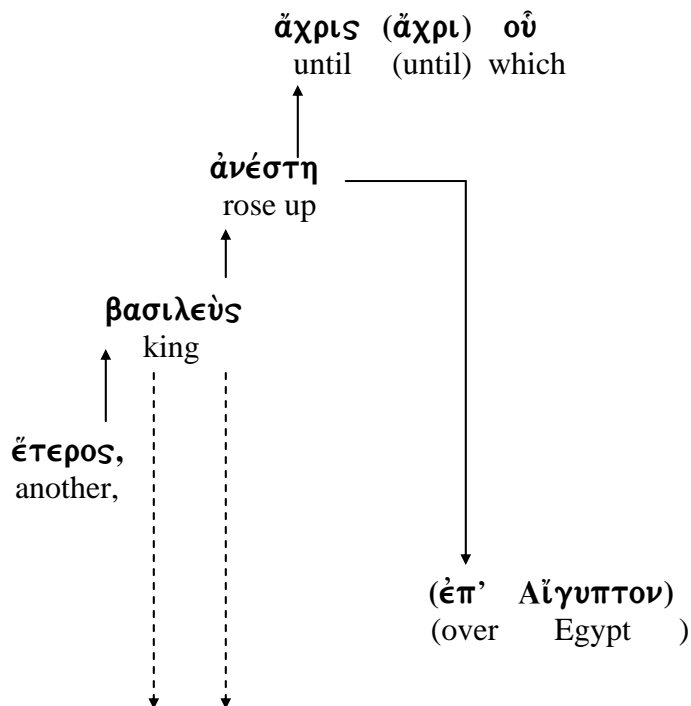 ἄχρις (ἄχρι) οὗ
until (until) which
ἀνέστη
rose up
βασιλεὺς
king
ἕτερος,
another,
(ἐπ’ Αἴγυπτον)
(over Egypt )